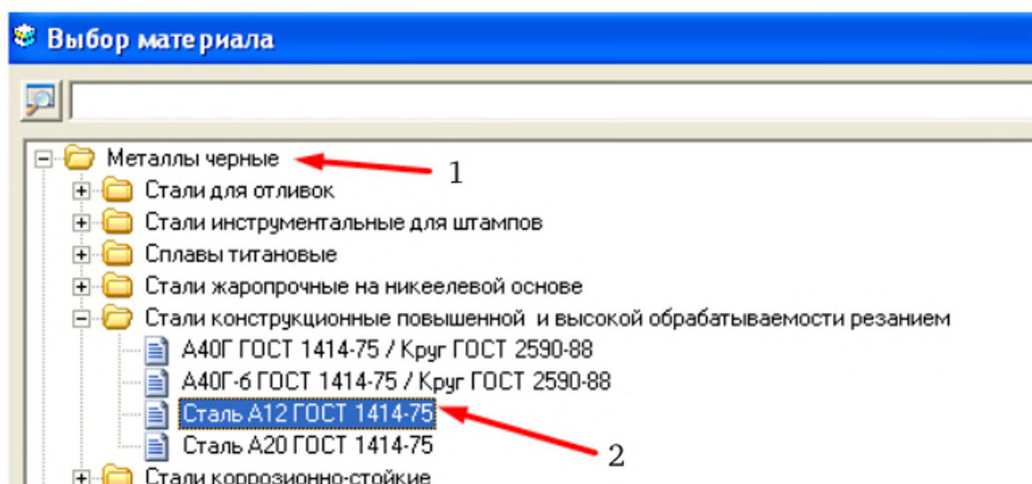 Выбор материала
Металлы черные
1
Стали для отливок
Стали инструментальные для штампов
Сплавы титановые
Стали жаропрочные на никеелевой основе
Стали конструкционные повышенной и высокой обрабатываемости резанием
А40Г ГОСТ 1414-75 / Круг ГОСТ 2590-88
А40Г-6 ГОСТ 1414-75 / Круг ГОСТ 2590-88
Сталь А12 ГОСТ 1414-75
Сталь А20 ГОСТ 1414-75
2
Стали коррозионно-стойкие